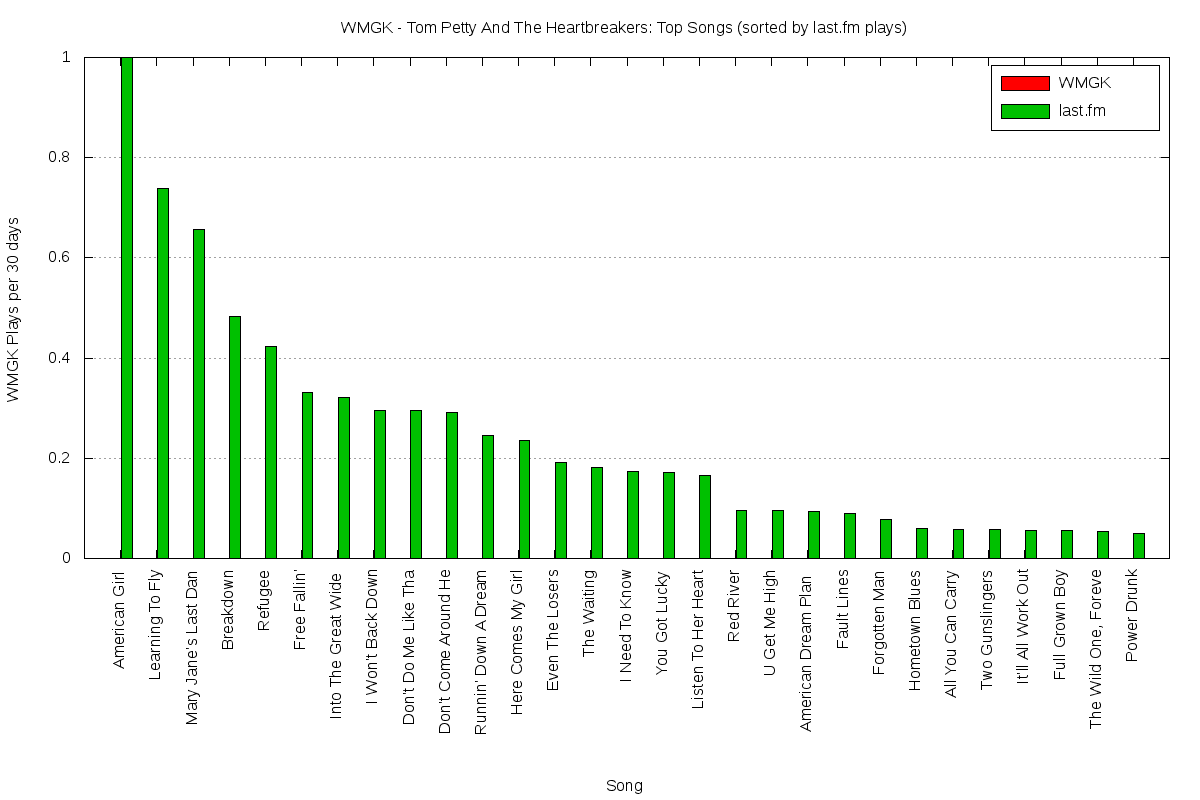 WMGK - Tom Petty And The Heartbreakers: Top Songs (sorted by last.fm plays)
WMGK
last.fm
1
0.8
0.6
0.4
0.2
0
WMGK Plays per 30 days
American Girl
Learning To Fly
Mary Jane's Last Dan
Breakdown
Refugee
Free Fallin'
Into The Great Wide
I Won't Back Down
Don't Do Me Like Tha
Don't Come Around He
Runnin' Down A Dream
Here Comes My Girl
Even The Losers
The Waiting
I Need To Know
You Got Lucky
Listen To Her Heart
Red River
U Get Me High
American Dream Plan
Fault Lines
Forgotten Man
Hometown Blues
All You Can Carry
Two Gunslingers
It'll All Work Out
Full Grown Boy
The Wild One, Foreve
Power Drunk
Song